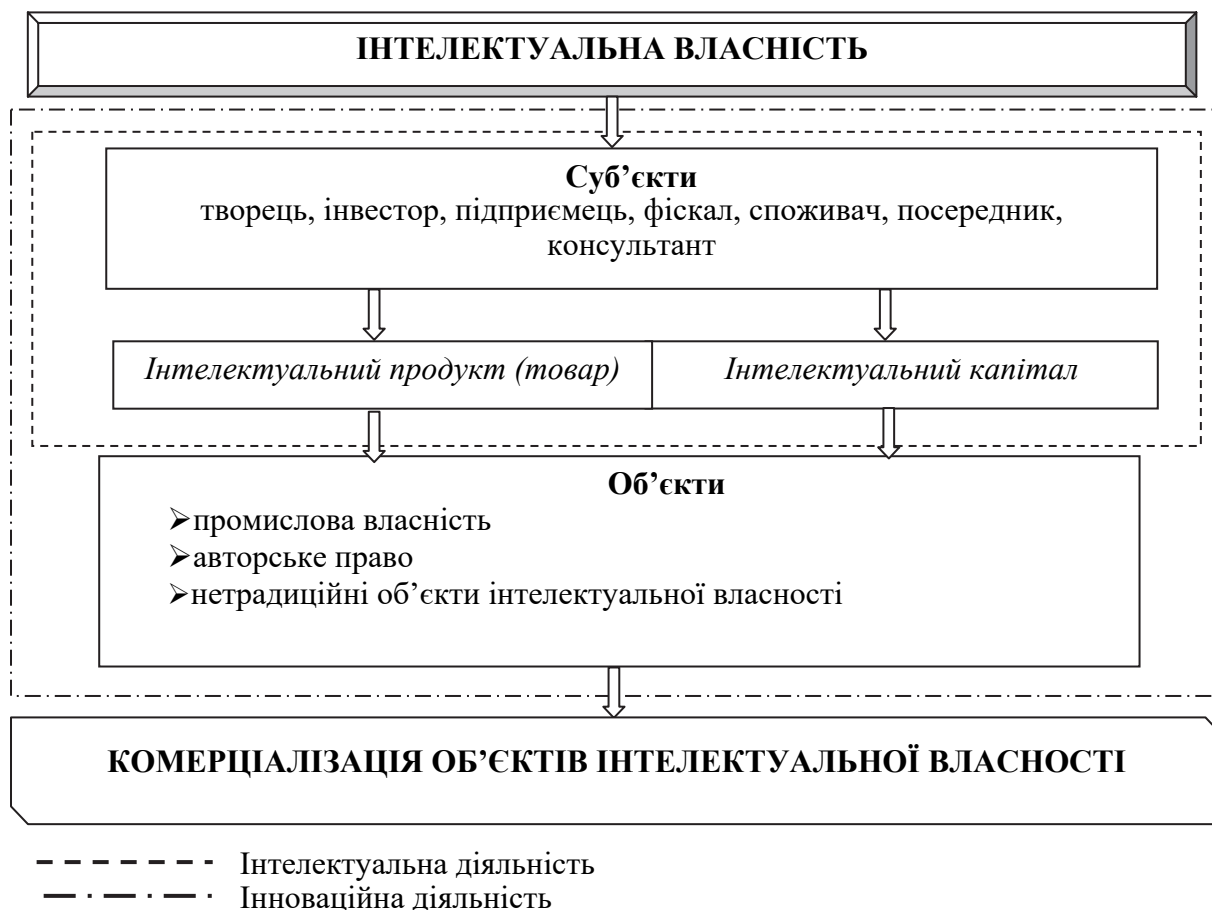 ІНТЕЛЕКТУАЛЬНА ВЛАСНІСТЬ
Суб’єкти
творець, інвестор, підприємець, фіскал, споживач, посередник,
консультант
Інтелектуальний продукт (товар)
Інтелектуальний капітал
Об’єкти
➢промислова власність
➢авторське право
➢нетрадиційні об’єкти інтелектуальної власності
КОМЕРЦІАЛІЗАЦІЯ ОБ’ЄКТІВ ІНТЕЛЕКТУАЛЬНОЇ ВЛАСНОСТІ
Інтелектуальна діяльність
Інноваційна діяльність